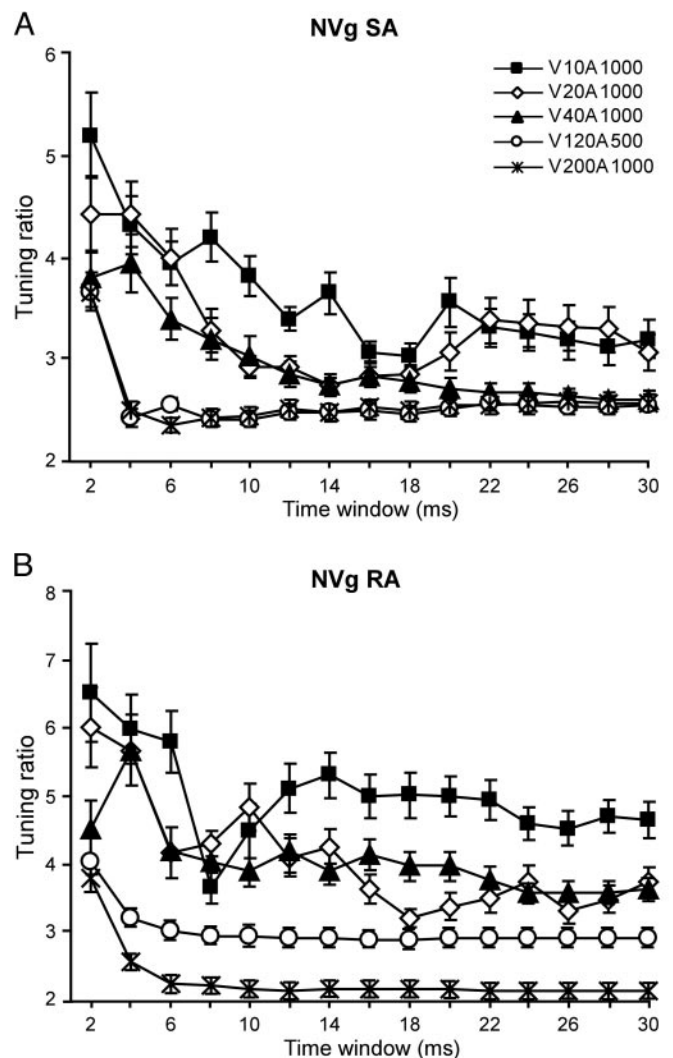 A
NVg SA
6
5
4
3
2
Tuning ratio
V10A1000
V20A1000
V40A1000
V120A500
V200A1000
2 6 10 14 18 22 26 30
Time window (ms)
B
NVg RA
8
7
6
5
4
3
2
Tuning ratio
2 6 10 14 18 22 26 30
Time window (ms)